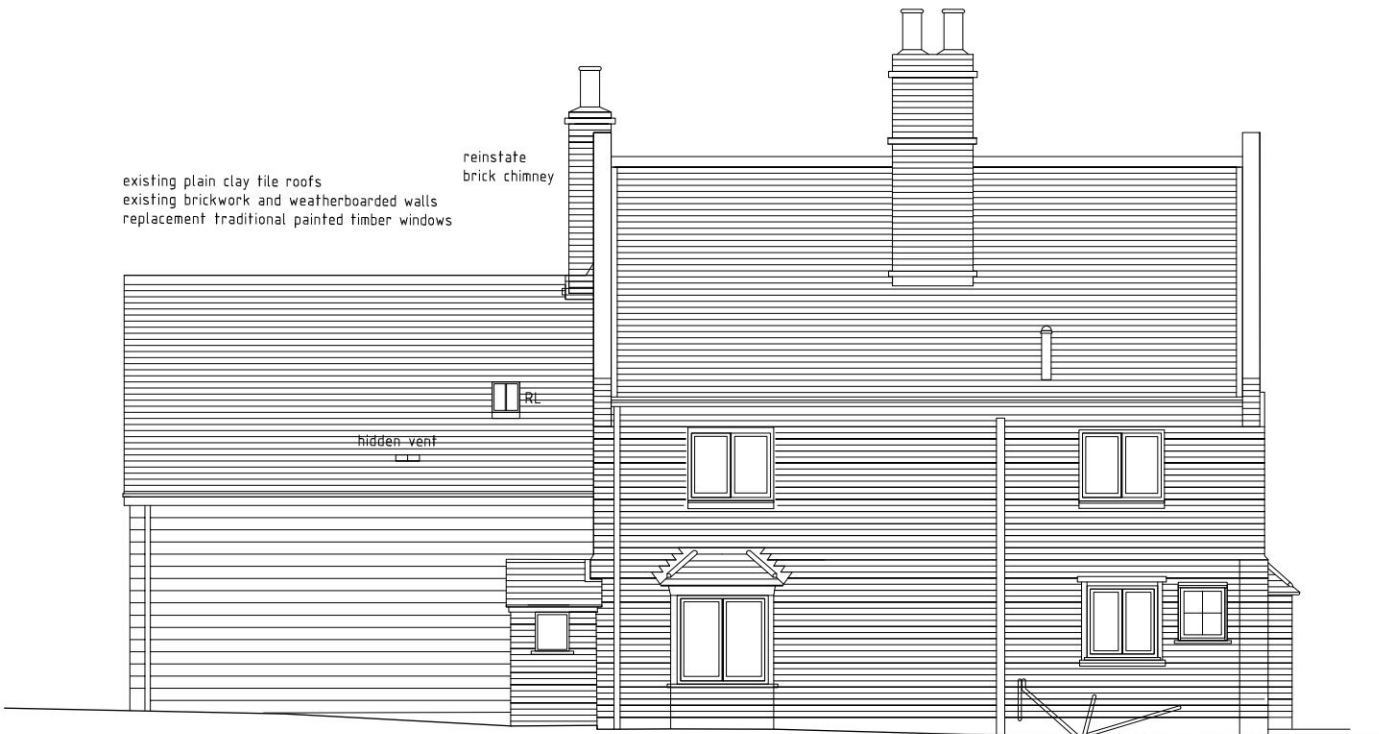 reinstate
brick chimney
existing plain clay tile roofs
existing brickwork and weatherboarded walls
replacement traditional painted timber windows
RL
hidden vent